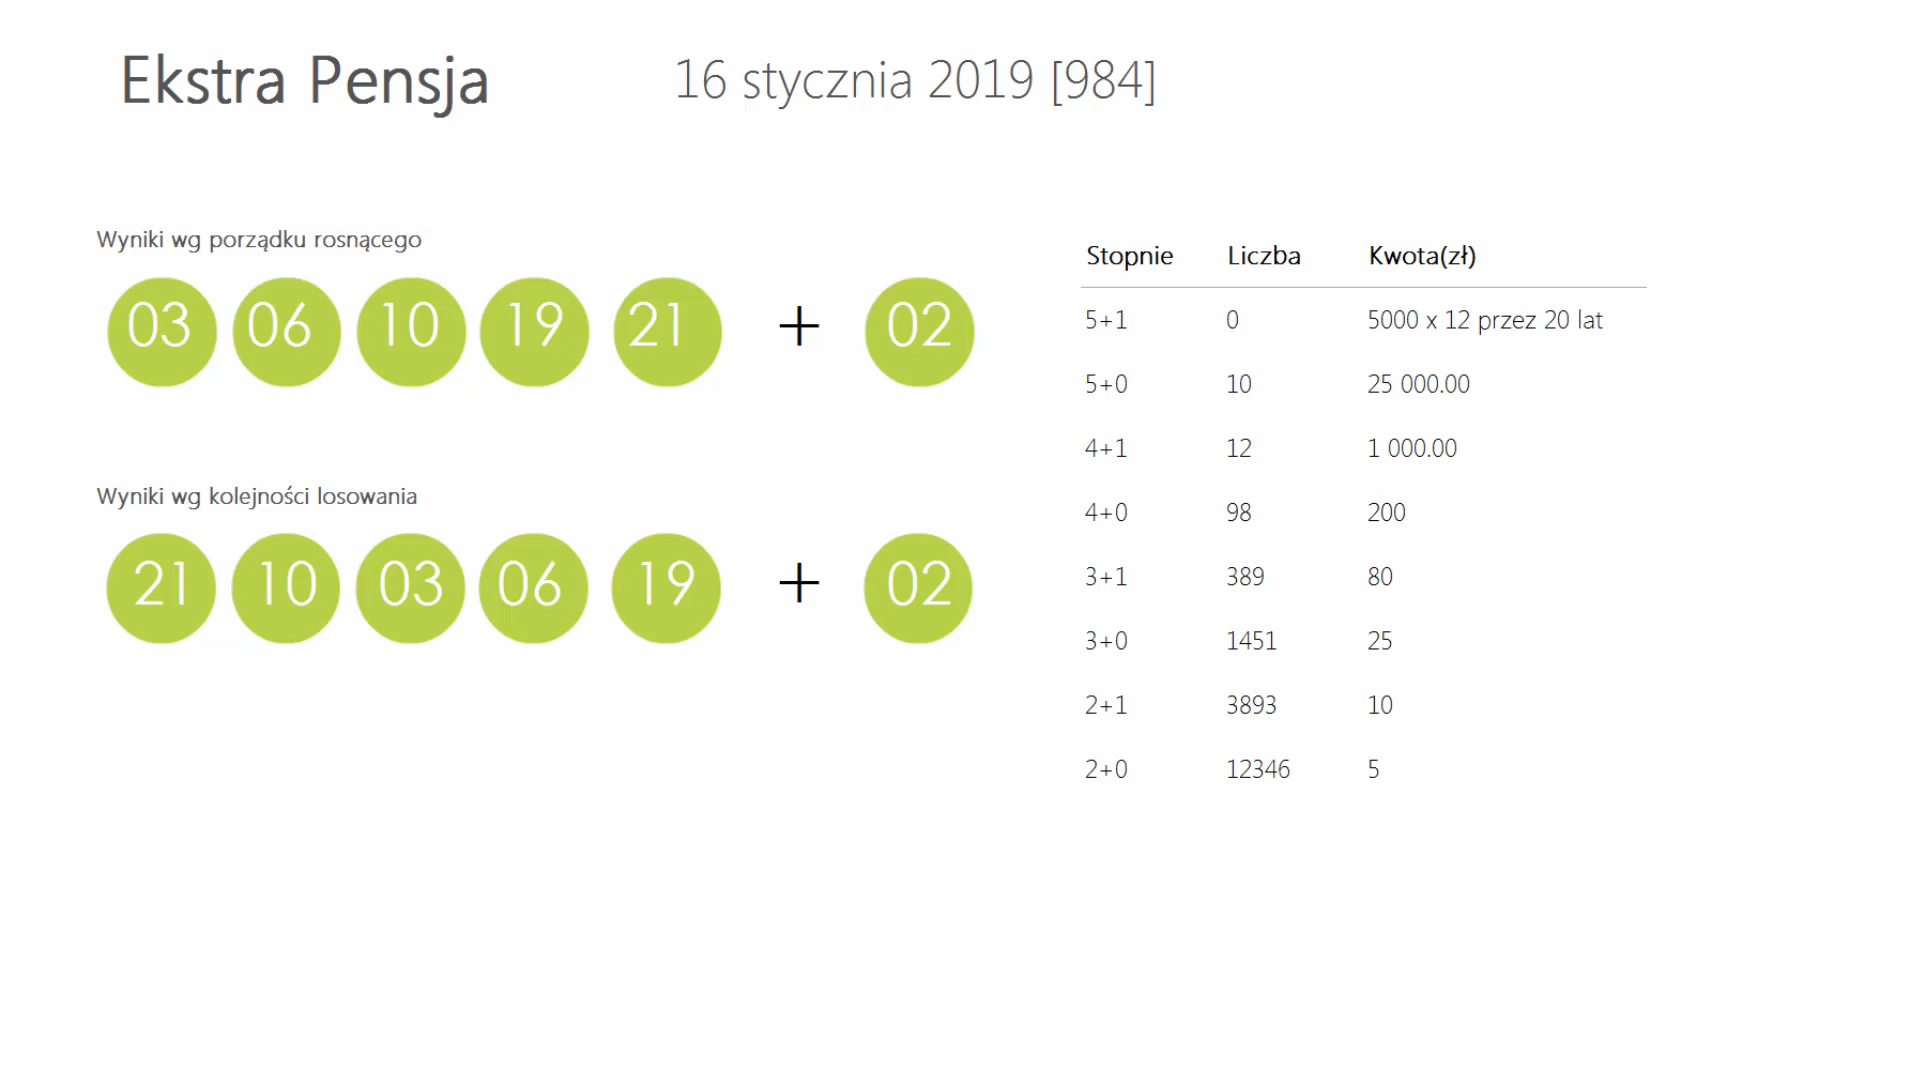 Ekstra Pensja
16 stycznia 2019 [984]
Wyniki wg porządku rosnącego
03 06 10 19 21 + 02
Wyniki wg kolejności losowania
21 10 03 06 19 + 02
Stopnie Liczba Kwota(zł)
5+1 0 5000 x 12 przez 20 lat
5+0 10 25 000.00
4+1 12 1 000.00
4+0 98 200
3+1 389 80
3+0 1451 25
2+1 3893 10
2+0 12346 5